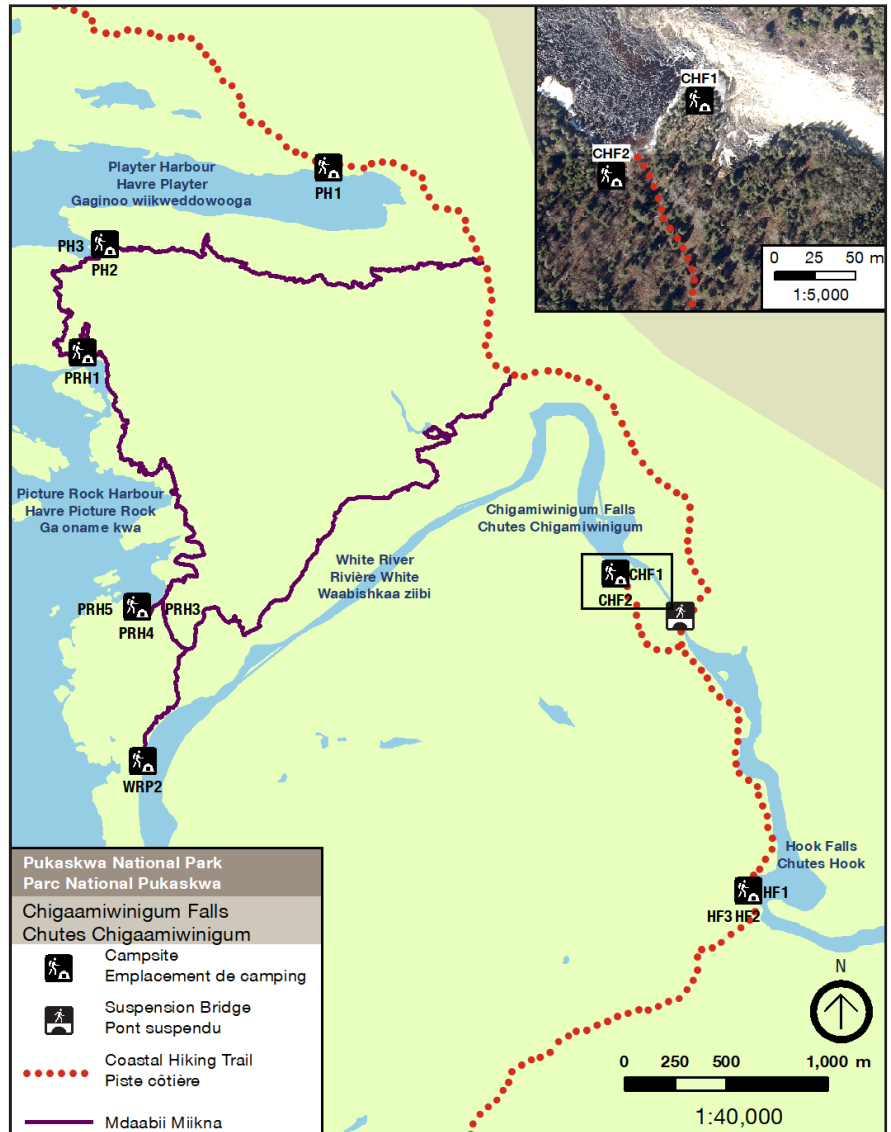 CHF1
CHF2
0 25 50 m
1:5,000
Playter Harbour
Havre Playter
Gaginoo wiikweddowooga
PH1
PH3
PH2
PRH1
Picture Rock Harbour
Havre Picture Rock
Ga oname kwa
Chigamiwinigum Falls
Chutes Chigamiwinigum
White River
Rivière White
Waabishkaa ziibi
CHF1
CHF2
PRH5
PRH3
PRH4
WRP2
Hook Falls
Chutes Hook
HF1
HF3 HF2
Pukaskwa National Park
Parc National Pukaskwa
Chigaamiwinigum Falls
Chutes Chigaamiwinigum
Campsite
Emplacement de camping
Suspension Bridge
Pont suspendu
Coastal Hiking Trail
Piste côtière
Mdaabii Miikna
N
0 250 500 1,000 m
1:40,000